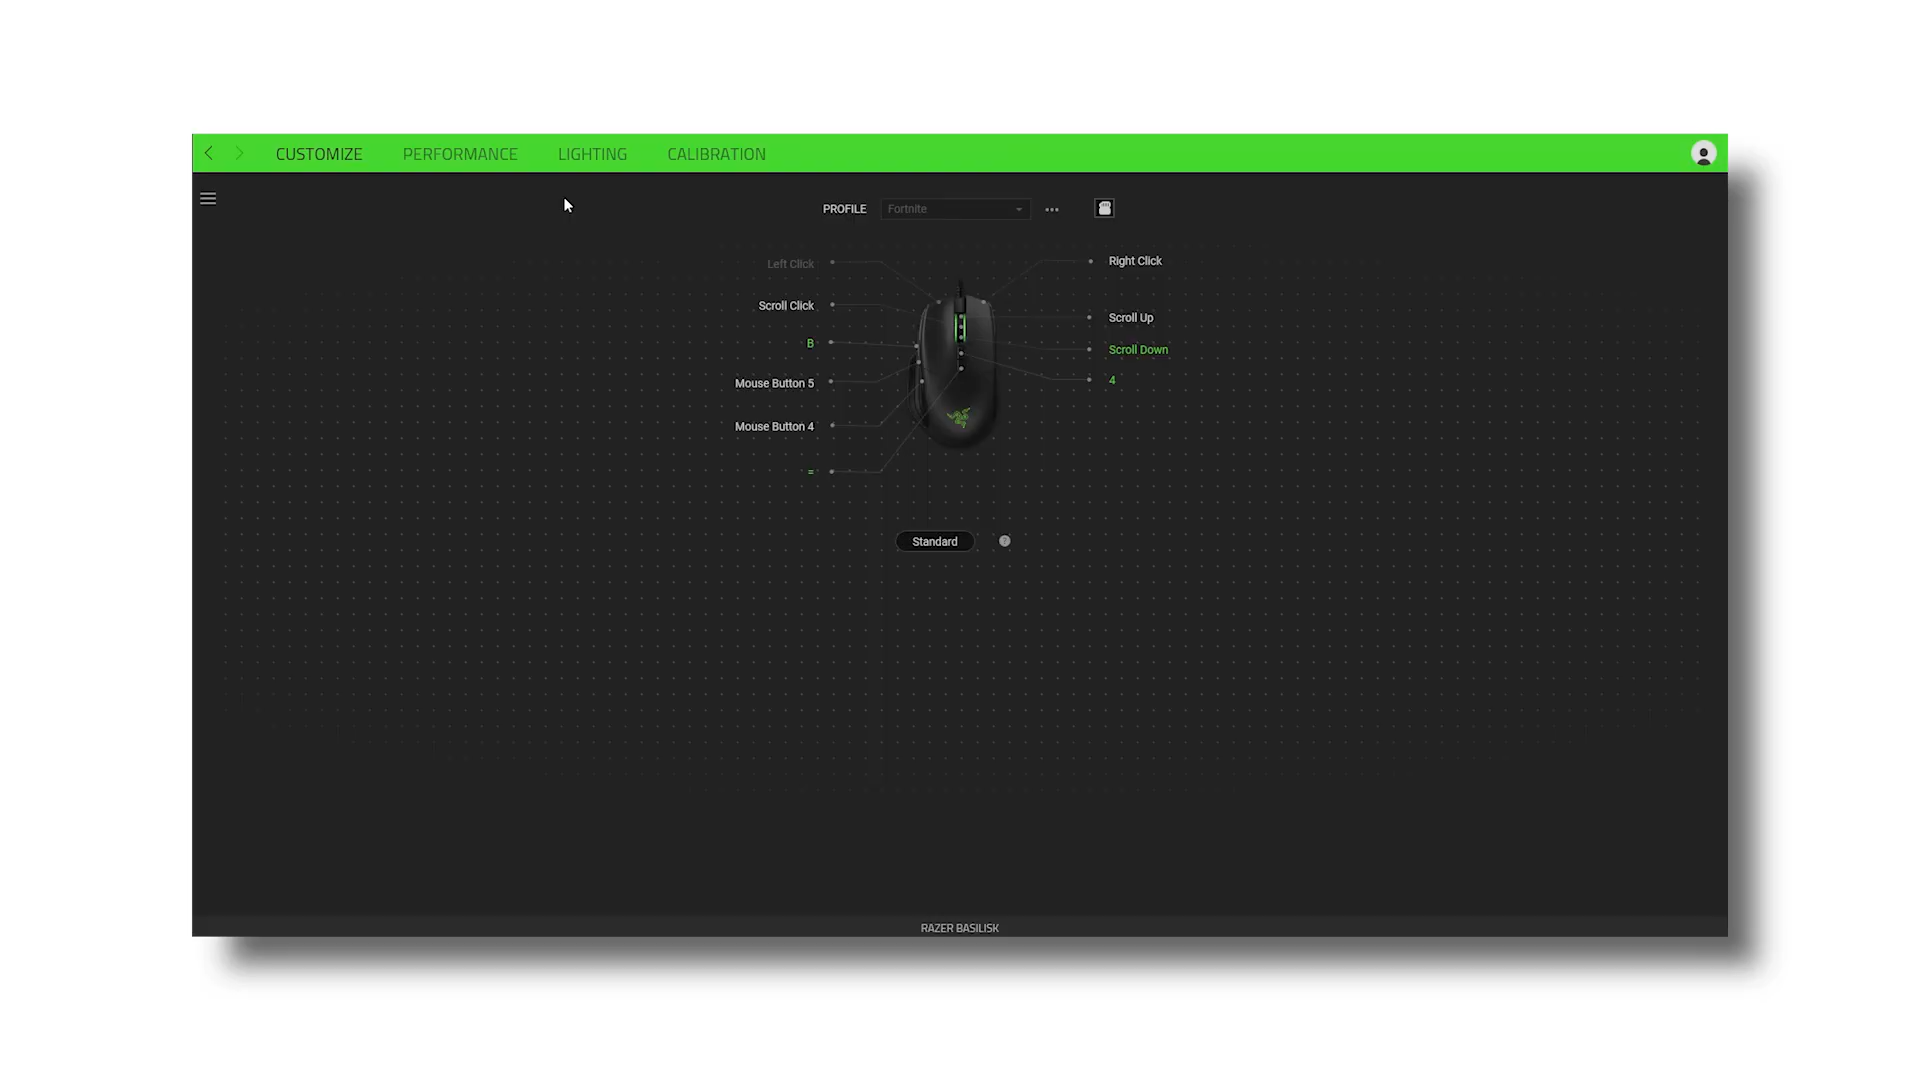 CUSTOMIZE PERFORMANCE LIGHTING CALIBRATION
PROFILE Fortnite
Left Click
Right Click
Scroll Click
Scroll Up
B
Scroll Down
Mouse Button 5
4
Mouse Button 4
=
Standard ?
RAZER BASILISK